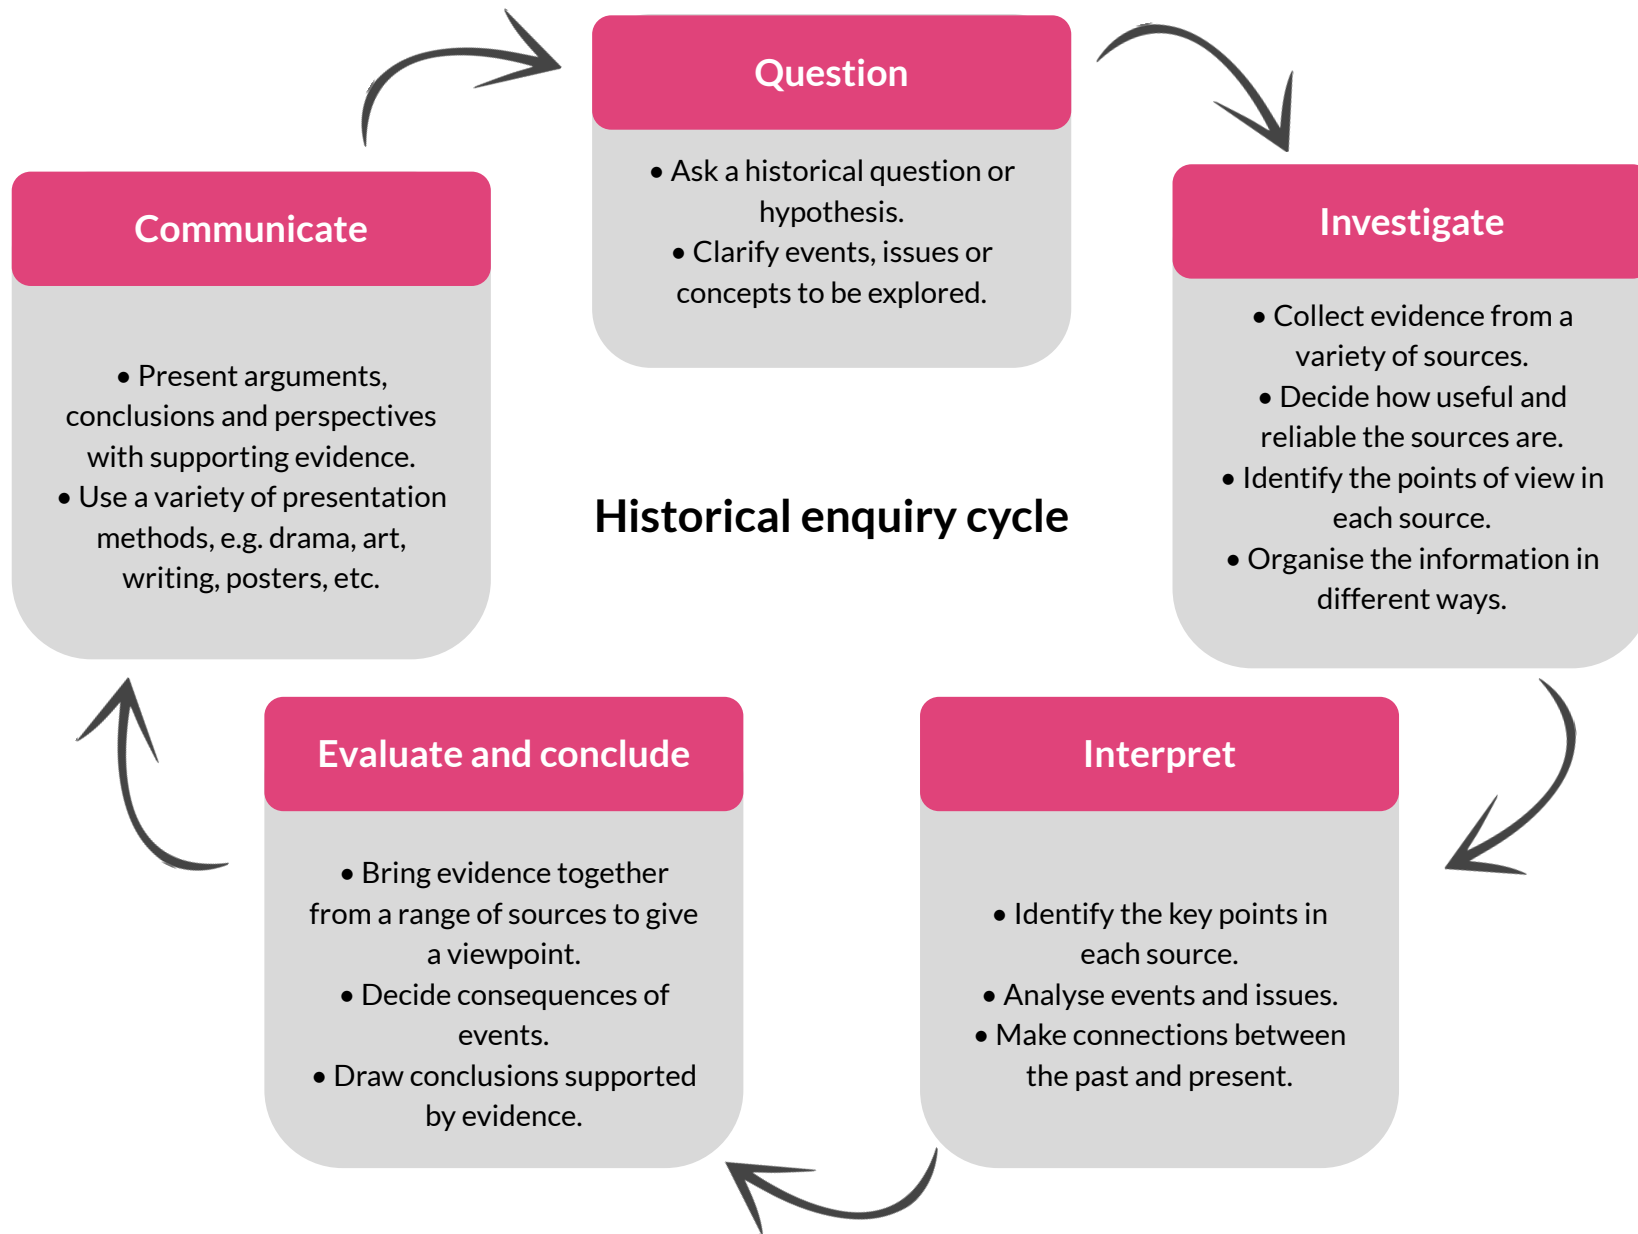 Question
• Ask a historical question or
hypothesis.
• Clarify events, issues or
concepts to be explored.
Investigate
• Collect evidence from a
variety of sources.
• Decide how useful and
reliable the sources are.
• Identify the points of view in
each source.
• Organise the information in
different ways.
Interpret
• Identify the key points in
each source.
• Analyse events and issues.
• Make connections between
the past and present.
Evaluate and conclude
• Bring evidence together
from a range of sources to give
a viewpoint.
• Decide consequences of
events.
• Draw conclusions supported
by evidence.
Communicate
• Present arguments,
conclusions and perspectives
with supporting evidence.
• Use a variety of presentation
methods, e.g. drama, art,
writing, posters, etc.
Historical enquiry cycle